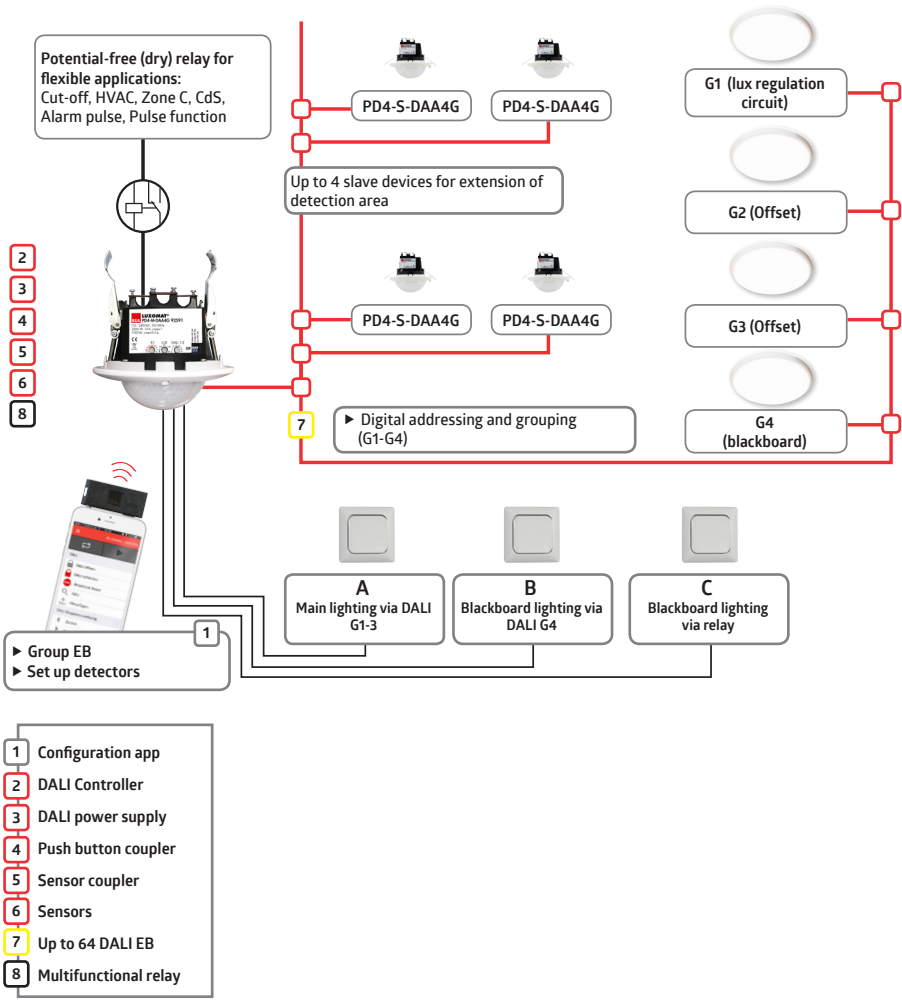 Potential-free (dry) relay for
flexible applications:
Cut-off, HVAC, Zone C, CdS,
Alarm pulse, Pulse function
PD4-S-DAA4G
PD4-S-DAA4G
Up to 4 slave devices for extension of
detection area
PD4-S-DAA4G
PD4-S-DAA4G
G1 (lux regulation
circuit)
G2 (Offset)
G3 (Offset)
G4
(blackboard)
2
3
4
5
6
8
LUXOMAT®
PD4-M-DAA4G 92591
7
▶ Digital addressing and grouping
(G1-G4)
A
Main lighting via DALI
G1-3
B
Blackboard lighting via
DALI G4
C
Blackboard lighting
via relay
1
▶ Group EB
▶ Set up detectors
1 Configuration app
2 DALI Controller
3 DALI power supply
4 Push button coupler
5 Sensor coupler
6 Sensors
7 Up to 64 DALI EB
8 Multifunctional relay